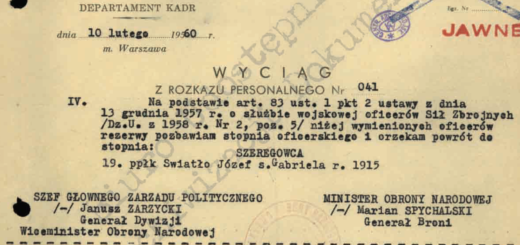 DEPARTAMENT KADR
dnia 10 lutego 1960 r.
m. Warszawa
JAWNE
WYCIĄG
Z ROZKAZU PERSONALNEGO Nr 041
IV. Na podstawie art. 83 ust. 1 pkt 2 ustawy z dnia
13 grudnia 1957 r. o służbie wojskowej oficerów Sił Zbrojnych
/Dz.U. z 1958 r. Nr 2, poz. 5/ niżej wymienionych oficerów
rezerwy pozbawiam stopnia oficerskiego i orzekam powrót do
stopnia:
SZEREGOWCA
19. ppłk Światło Józef s.Gabriela r. 1915
SZEF GŁOWNEGO ZARZADU POLITYCZNEGO
/-/ Janusz ZARZYCKI
Generał Dywizji
Wiceminister Obrony Narodowej
MINISTER OBRONY NARODOWEJ
/-/ Marian SPYCHALSKI
Generał Broni